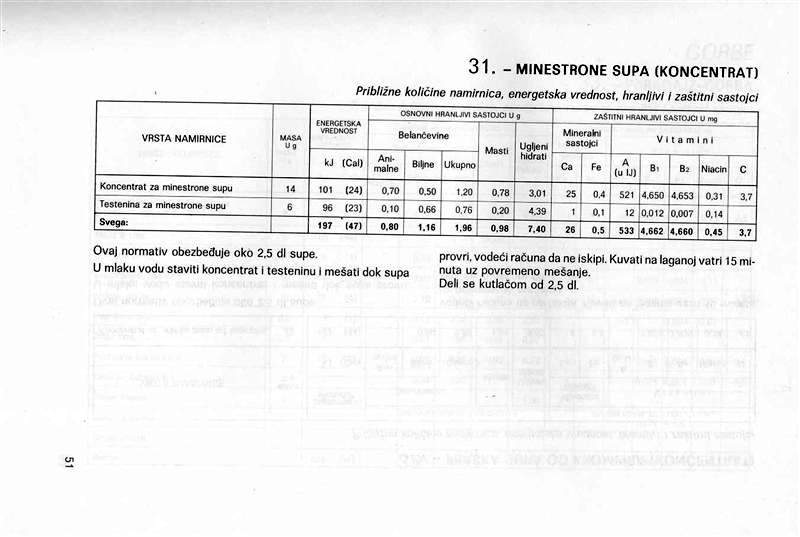 31. – MINESTRONE SUPA (KONCENTRAT)
Približne količine namirnica, energetska vrednost, hranljivi i zaštitni sastojci
VRSTA NAMIRNICE
MASA
U g
ENERGETSKA
VREDNOST
OSNOVNI HRANLJIVI SASTOJCI U g
ZAŠTITNI HRANLJIVI SASTOJCI U mg
Belančevine
Masti
Ugljeni
hidrati
Mineralni
sastojci
Vitamini
kJ (Cal)
Ani-
malne
Biljne
Ukupno
Ca
Fe
A
(u IJ)
B1
B2
Niacin
C
Koncentrat za minestrone supu 14 101 (24) 0,70 0,50 1,20 0,78 3,01 25 0,4 521 4,650 4,653 0,31 3,7
Testenina za minestrone supu 6 96 (23) 0,10 0,66 0,76 0,20 4,39 1 0,1 12 0,012 0,007 0,14
Svega: 197 (47) 0,80 1,16 1,96 0,98 7,40 26 0,5 533 4,662 4,660 0,45 3,7
Ovaj normativ obezbeđuje oko 2,5 dl supe.
U mlaku vodu staviti koncentrat i testeninu i mešati dok supa
provri, vodeći računa da ne iskipi. Kuvati na laganoj vatri 15 mi-
nuta uz povremeno mešanje.
Deli se kutlačom od 2,5 dl.
51